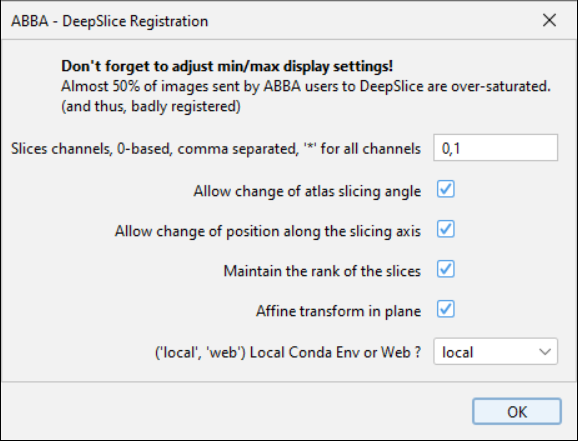 ABBA - DeepSlice Registration
Don't forget to adjust min/max display settings!
Almost 50% of images sent by ABBA users to DeepSlice are over-saturated.
(and thus, badly registered)
Slices channels, 0-based, comma separated, '*' for all channels 0,1
Allow change of atlas slicing angle
Allow change of position along the slicing axis
Maintain the rank of the slices
Affine transform in plane
('local', 'web') Local Conda Env or Web ? local
OK